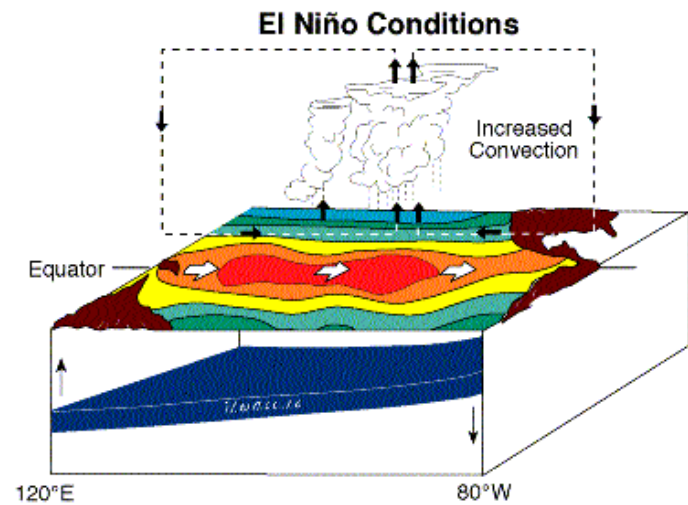 El Niño Conditions
Increased
Convection
Equator
120°E
80°W